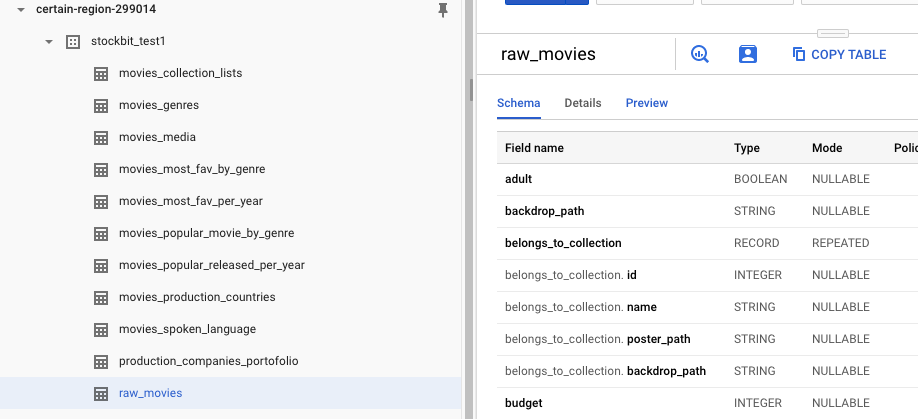 certain-region-299014
stockbit_test1
movies_collection_lists
movies_genres
movies_media
movies_most_fav_by_genre
movies_most_fav_per_year
movies_popular_movie_by_genre
movies_popular_released_per_year
movies_production_countries
movies_spoken_language
production_companies_portofolio
raw_movies
raw_movies COPY TABLE
Schema Details Preview
Field name Type Mode
adult BOOLEAN NULLABLE
backdrop_path STRING NULLABLE
belongs_to_collection RECORD REPEATED
belongs_to_collection. id INTEGER NULLABLE
belongs_to_collection. name STRING NULLABLE
belongs_to_collection. poster_path STRING NULLABLE
belongs_to_collection. backdrop_path STRING NULLABLE
budget INTEGER NULLABLE